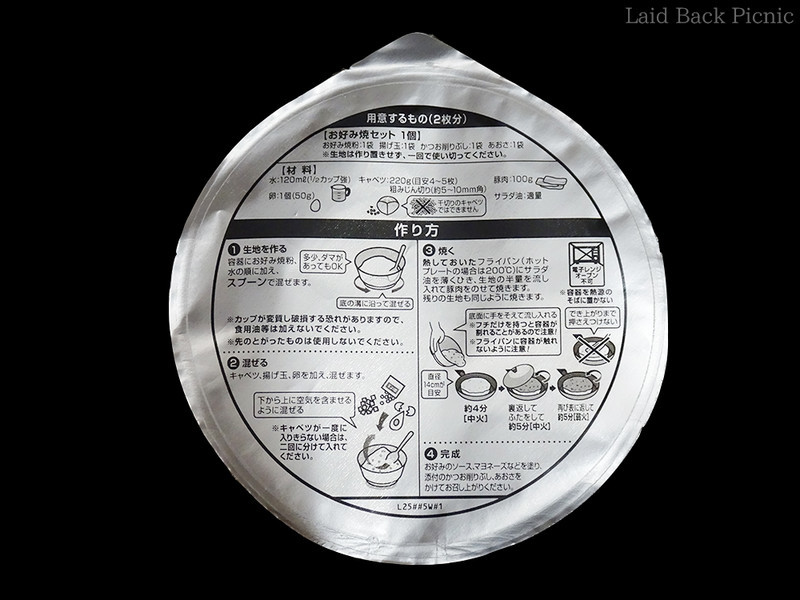 Laid Back Picnic
用意するもの(2枚分)
【お好み焼セット 1個】
お好み焼粉:1袋 揚げ玉:1袋 かつお削りぶし:1袋 あおさ:1袋
※生地は作り置きせず、一回で使い切ってください。
【材 料】
水:120mℓ(1/2カップ強) キャベツ:220g(目安4~5枚) 豚肉:100g
粗みじん切り(約5~10mm角)
卵:1個(50g) サラダ油:適量
千切りのキャベツ
ではできません
作り方
1 生地を作る
容器にお好み焼粉、
水の順に加え、
スプーンで混ぜます。
多少、ダマが
あってもOK
底の溝に沿って混ぜる
※カップが変質し破損する恐れがありますので、
食用油等は加えないでください。
※先のとがったものは使用しないでください。
2 混ぜる
キャベツ、揚げ玉、卵を加え、混ぜます。
下から上に空気を含ませる
ように混ぜる
※キャベツが一度に
入りきらない場合は、
二回に分けて入れて
ください。
3 焼く
熱しておいたフライパン(ホット
プレートの場合は200℃)にサラダ
油を薄くひき、生地の半量を流し
入れて豚肉をのせて焼きます。
残りの生地も同じように焼きます。
電子レンジ
オーブン
不可
※容器を熱源の
そばに置かない
底面に手をそえて流し入れる
※フチだけを持つと容器が
割れることがあるので注意!
※フライパンに容器が触れ
ないように注意!
でき上がりまで
押さえつけない
直径
14cmが
目安
約4分
[中火]
裏返して
ふたをして
約5分[中火]
再び表に返して
約5分[弱火]
4 完成
お好みのソース、マヨネーズなどを塗り、
添付のかつお削りぶし、あおさを
かけてお召し上がりください。
L25##5W#1